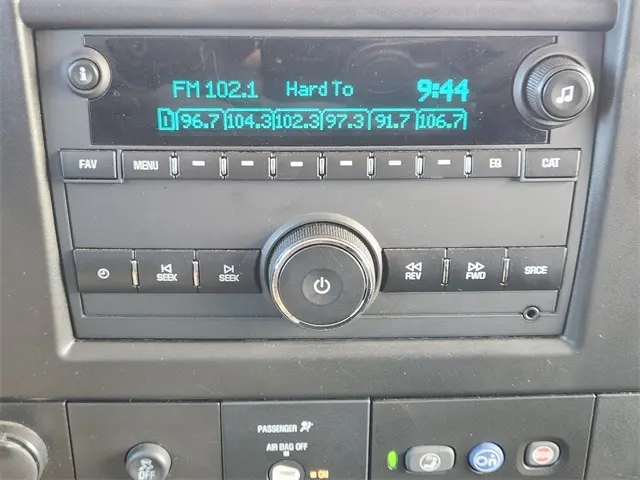 FM 102.1 Hard To 9:44
1 96.7 104.3 102.3 97.3 91.7 106.7
FAV MENU EQ CAT
SEEK SEEK REV FWD SRCE
PASSENGER
AIR BAG OFF
OFF ON On